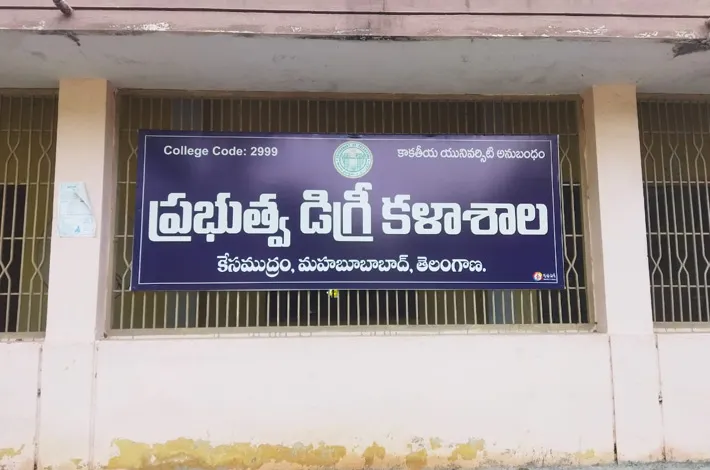 College Code: 2999
కాకతీయ యునివర్సిటి అనుబంధం
ప్రభుత్వ డిగ్రీ కళాశాల
కేసముద్రం, మహబూబాబాద్, తెలంగాణ.